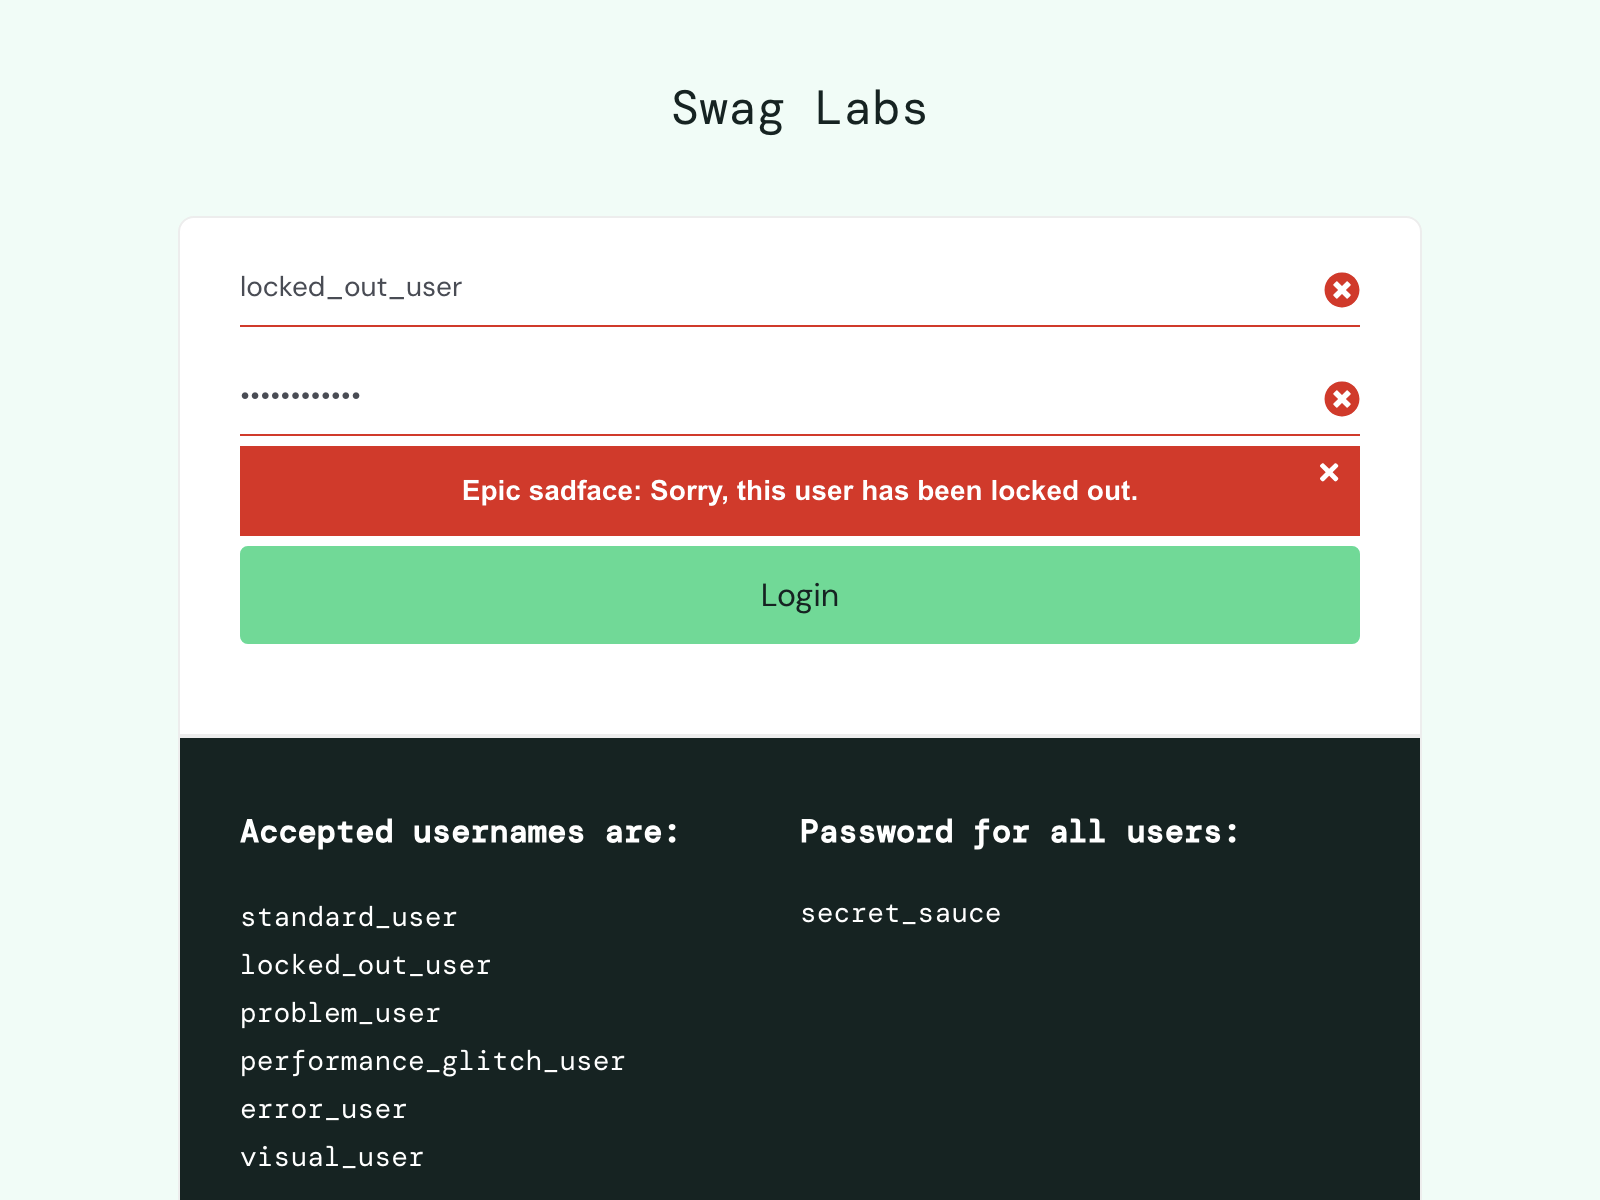 Swag Labs
locked_out_user
••••••••••••
Epic sadface: Sorry, this user has been locked out.
Login
Accepted usernames are:
standard_user
locked_out_user
problem_user
performance_glitch_user
error_user
visual_user
Password for all users:
secret_sauce